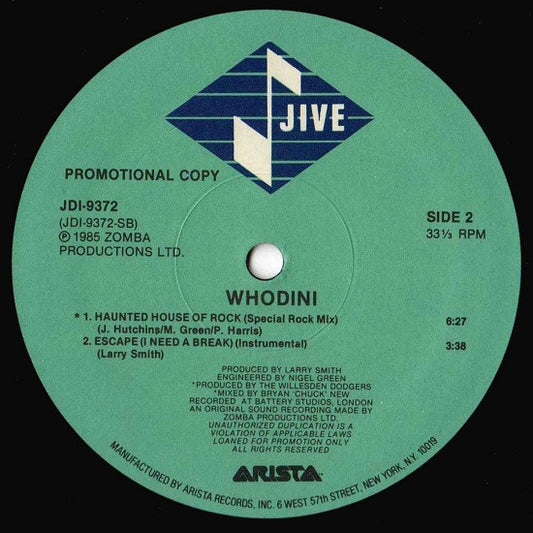 JIVE
PROMOTIONAL COPY
JDI-9372
(JDI-9372-SB)
℗ 1985 ZOMBA
PRODUCTIONS LTD.
SIDE 2
33⅓ RPM
WHODINI
* 1. HAUNTED HOUSE OF ROCK (Special Rock Mix) 6:27
(J. Hutchins/M. Green/P. Harris)
2. ESCAPE (I NEED A BREAK) (Instrumental) 3:38
(Larry Smith)
PRODUCED BY LARRY SMITH
ENGINEERED BY NIGEL GREEN
*PRODUCED BY THE WILLESDEN DODGERS
*MIXED BY BRYAN 'CHUCK' NEW
RECORDED AT BATTERY STUDIOS, LONDON
AN ORIGINAL SOUND RECORDING MADE BY
ZOMBA PRODUCTIONS LTD.
UNAUTHORIZED DUPLICATION IS A
VIOLATION OF APPLICABLE LAWS
LOANED FOR PROMOTION ONLY
ALL RIGHTS RESERVED
ARISTA™
MANUFACTURED BY ARISTA RECORDS, INC. 6 WEST 57th STREET, NEW YORK, N.Y. 10019